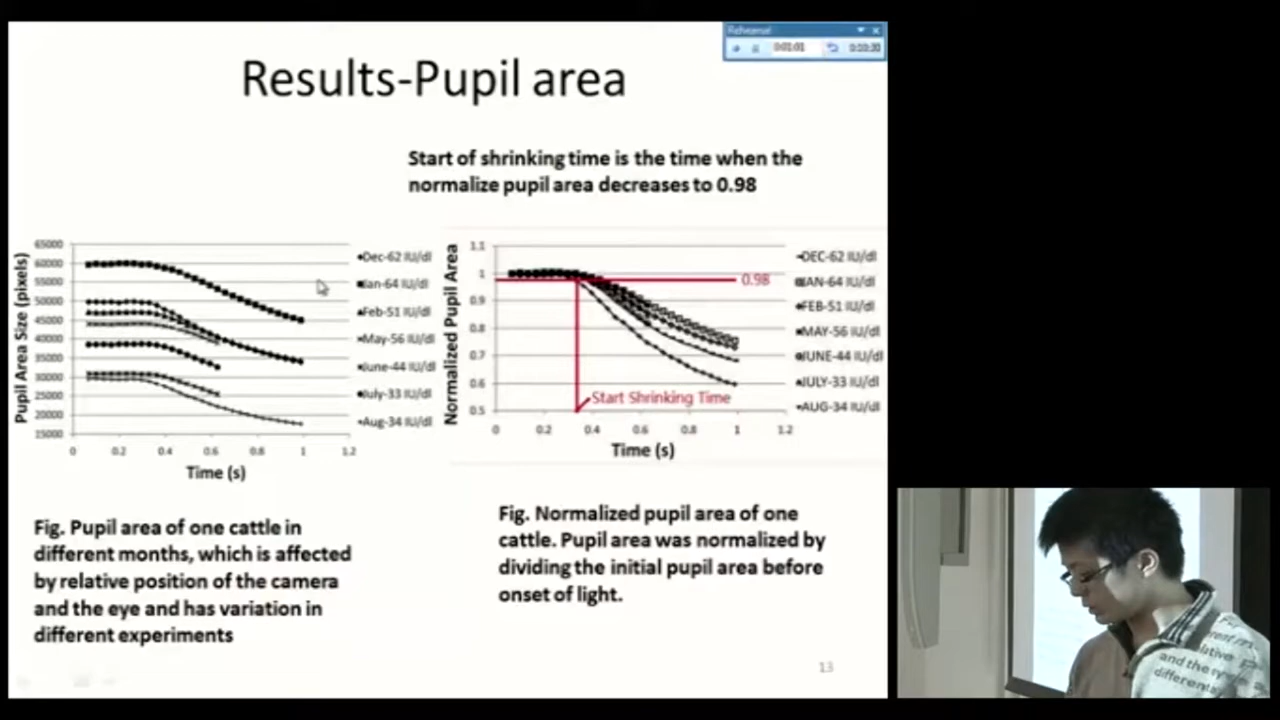 Rehearsal
0:01:01
Results-Pupil area
Start of shrinking time is the time when the
normalize pupil area decreases to 0.98
Pupil Area Size (pixels)
65000
60000
55000
50000
45000
40000
35000
30000
25000
20000
15000
0 0.2 0.4 0.6 0.8 1 1.2
Time (s)
Dec-62 IU/dl
Jan-64 IU/dl
Feb-51 IU/dl
May-56 IU/dl
June-44 IU/dl
July-33 IU/dl
Aug-34 IU/dl
Normalized Pupil Area
1.1
1
0.9
0.8
0.7
0.6
0.5
0.98
Start Shrinking Time
0 0.2 0.4 0.6 0.8 1 1.2
Time (s)
DEC-62 IU/dl
JAN-64 IU/dl
FEB-51 IU/dl
MAY-56 IU/dl
JUNE-44 IU/dl
JULY-33 IU/dl
AUG-34 IU/dl
Fig. Pupil area of one cattle in
different months, which is affected
by relative position of the camera
and the eye and has variation in
different experiments
Fig. Normalized pupil area of one
cattle. Pupil area was normalized by
dividing the initial pupil area before
onset of light.
13